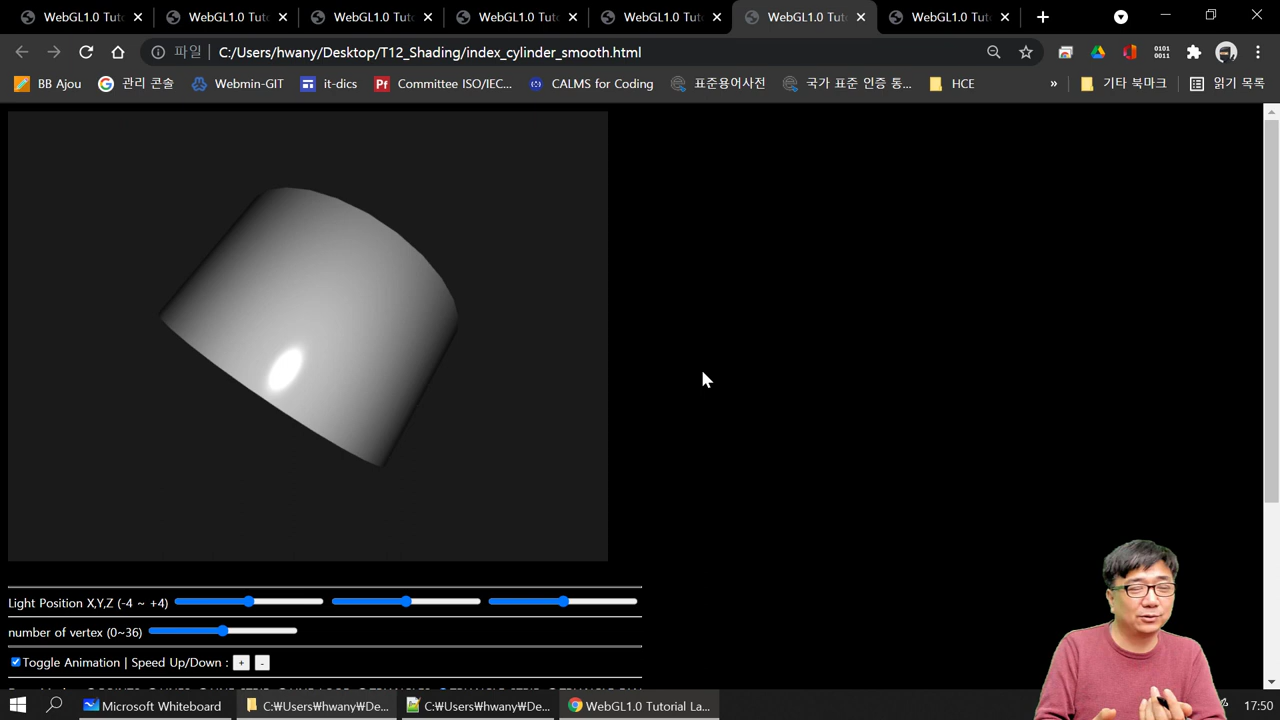 WebGL1.0 Tuto
WebGL1.0 Tuto
WebGL1.0 Tuto
WebGL1.0 Tuto
WebGL1.0 Tuto
WebGL1.0 Tuto
WebGL1.0 Tuto
파일 C:/Users/hwany/Desktop/T12_Shading/index_cylinder_smooth.html
BB Ajou 관리 콘솔 Webmin-GIT it-dics Committee ISO/IEC... CALMS for Coding 표준용어사전 국가 표준 인증 통... HCE » 기타 북마크 읽기 목록
Light Position X,Y,Z (-4 ~ +4)
number of vertex (0~36)
Toggle Animation | Speed Up/Down : + -
Microsoft Whiteboard C:₩Users₩hwany₩De... C:₩Users₩hwany₩De... WebGL1.0 Tutorial La... 17:50